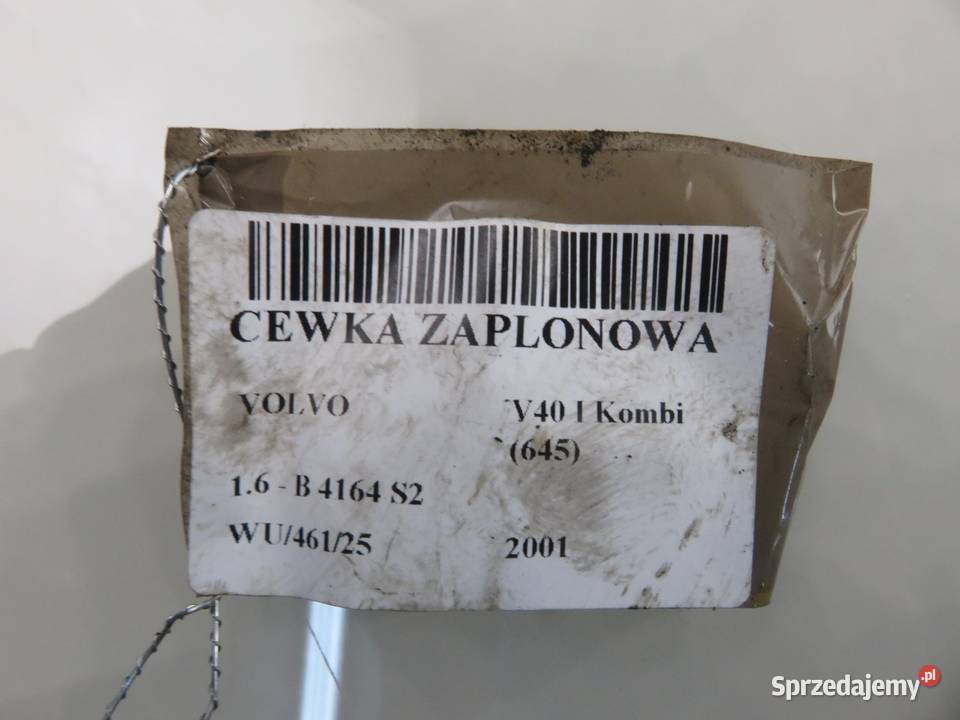 CEWKA ZAPLONOWA
VOLVO V40 I Kombi
(645)
1.6 - B 4164 S2
WU/461/25 2001
Sprzedajemy.pl